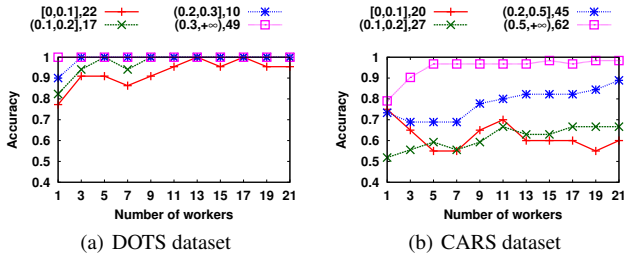 [0,0.1],22 (0.2,0.3],10
(0.1,0.2],17 (0.3,+∞),49
Accuracy
1
0.9
0.8
0.7
0.6
0.5
0.4
1 3 5 7 9 11 13 15 17 19 21
Number of workers
(a) DOTS dataset
[0,0.1],20 (0.2,0.5],45
(0.1,0.2],27 (0.5,+∞),62
Accuracy
1
0.9
0.8
0.7
0.6
0.5
0.4
1 3 5 7 9 11 13 15 17 19 21
Number of workers
(b) CARS dataset